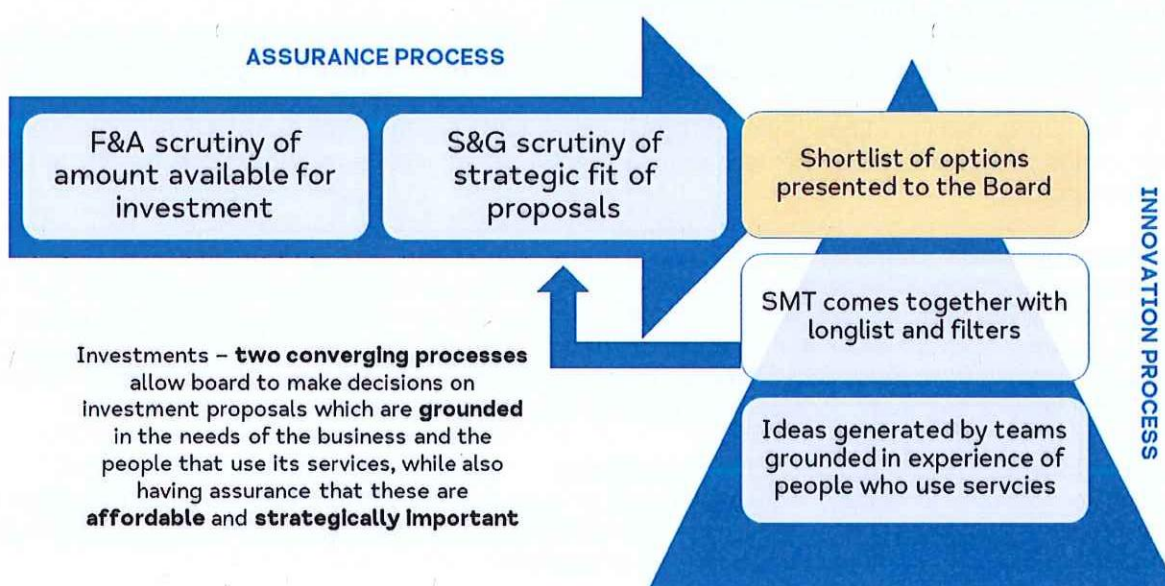 ASSURANCE PROCESS
F&A scrutiny of
amount available for
investment
S&G scrutiny of
strategic fit of
proposals
Shortlist of options
presented to the Board
SMT comes together with
longlist and filters
Ideas generated by teams
grounded in experience of
people who use servcies
INNOVATION PROCESS
Investments – two converging processes
allow board to make decisions on
investment proposals which are grounded
in the needs of the business and the
people that use its services, while also
having assurance that these are
affordable and strategically important